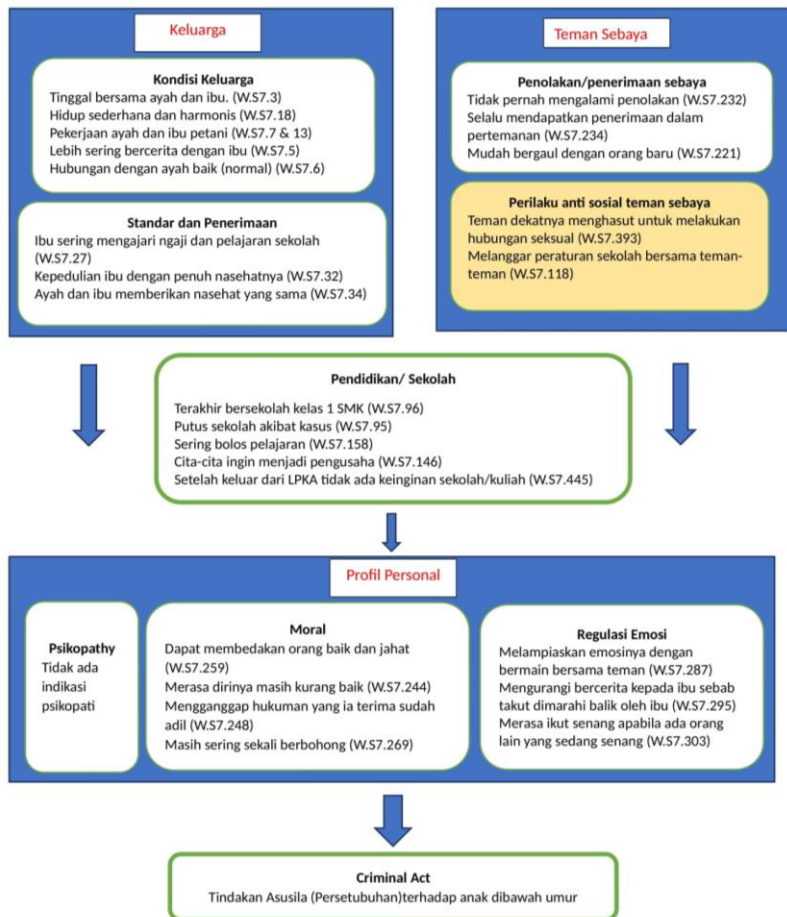 Keluarga
Kondisi Keluarga
Tinggal bersama ayah dan ibu. (W.S7.3)
Hidup sederhana dan harmonis (W.S7.18)
Pekerjaan ayah dan ibu petani (W.S7.7 & 13)
Lebih sering bercerita dengan ibu (W.S7.5)
Hubungan dengan ayah baik (normal) (W.S7.6)
Standar dan Penerimaan
Ibu sering mengajari ngaji dan pelajaran sekolah
(W.S7.27)
Kepedulian ibu dengan penuh nasehatnya (W.S7.32)
Ayah dan ibu memberikan nasehat yang sama (W.S7.34)
Teman Sebaya
Penolakan/penerimaan sebaya
Tidak pernah mengalami penolakan (W.S7.232)
Selalu mendapatkan penerimaan dalam
pertemanan (W.S7.234)
Mudah bergaul dengan orang baru (W.S7.221)
Perilaku anti sosial teman sebaya
Teman dekatnya menghasut untuk melakukan
hubungan seksual (W.S7.393)
Melanggar peraturan sekolah bersama teman-
teman (W.S7.118)
Pendidikan/ Sekolah
Terakhir bersekolah kelas 1 SMK (W.S7.96)
Putus sekolah akibat kasus (W.S7.95)
Sering bolos pelajaran (W.S7.158)
Cita-cita ingin menjadi pengusaha (W.S7.146)
Setelah keluar dari LPKA tidak ada keinginan sekolah/kuliah (W.S7.445)
Profil Personal
Psikopathy
Tidak ada
indikasi
psikopati
Moral
Dapat membedakan orang baik dan jahat
(W.S7.259)
Merasa dirinya masih kurang baik (W.S7.244)
Mengganggap hukuman yang ia terima sudah
adil (W.S7.248)
Masih sering sekali berbohong (W.S7.269)
Regulasi Emosi
Melampiaskan emosinya dengan
bermain bersama teman (W.S7.287)
Mengurangi bercerita kepada ibu sebab
takut dimarahi balik oleh ibu (W.S7.295)
Merasa ikut senang apabila ada orang
lain yang sedang senang (W.S7.303)
Criminal Act
Tindakan Asusila (Persetubuhan)terhadap anak dibawah umur